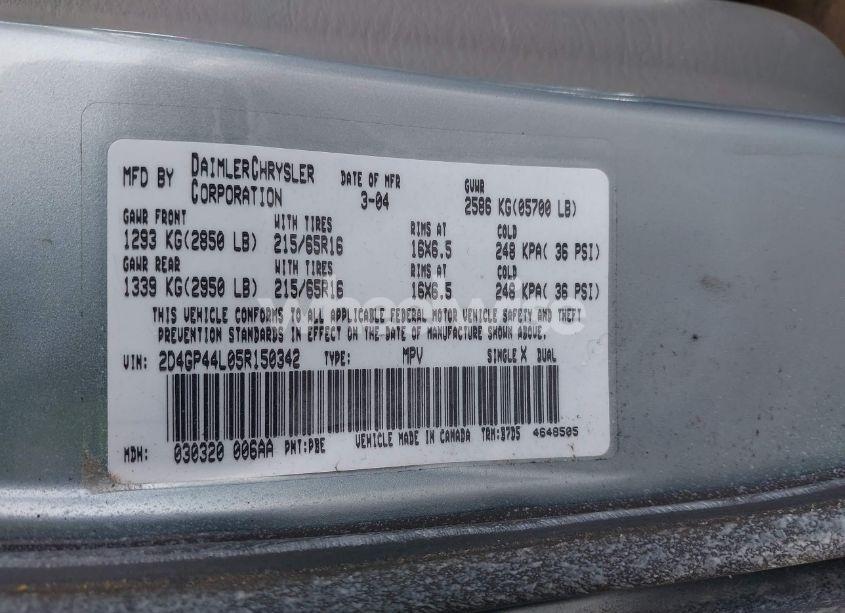 MFD BY DAIMLERCHRYSLER CORPORATION DATE OF MFR 3-04 GVWR 2586 KG(05700 LB)
GAWR FRONT WITH TIRES RIMS AT COLD
1293 KG(2850 LB) 215/65R16 16X6.5 248 KPA( 36 PSI)
GAWR REAR WITH TIRES RIMS AT COLD
1339 KG(2950 LB) 215/65R16 16X6.5 248 KPA( 36 PSI)
THIS VEHICLE CONFORMS TO ALL APPLICABLE FEDERAL MOTOR VEHICLE SAFETY AND THEFT
PREVENTION STANDARDS IN EFFECT ON THE DATE OF MANUFACTURE SHOWN ABOVE.
VIN: 2D4GP44L05R150342 TYPE: MPV SINGLE X DUAL
MDH: 030320 006AA PNT:PBE VEHICLE MADE IN CANADA TRM:B7D5 4648505